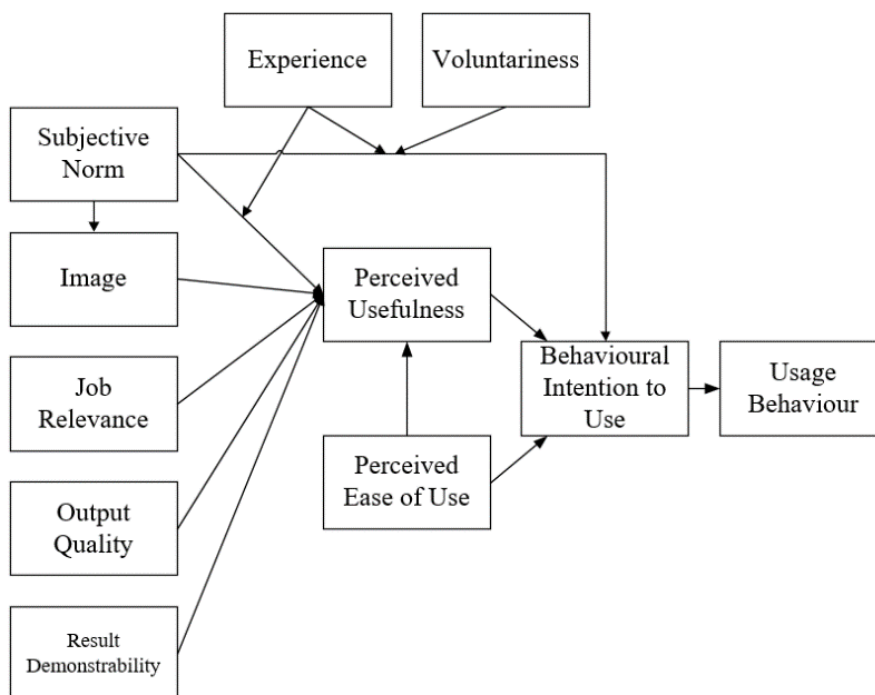 Experience
Voluntariness
Subjective
Norm
Image
Perceived
Usefulness
Job
Relevance
Behavioural
Intention to
Use
Usage
Behaviour
Perceived
Ease of Use
Output
Quality
Result
Demonstrability